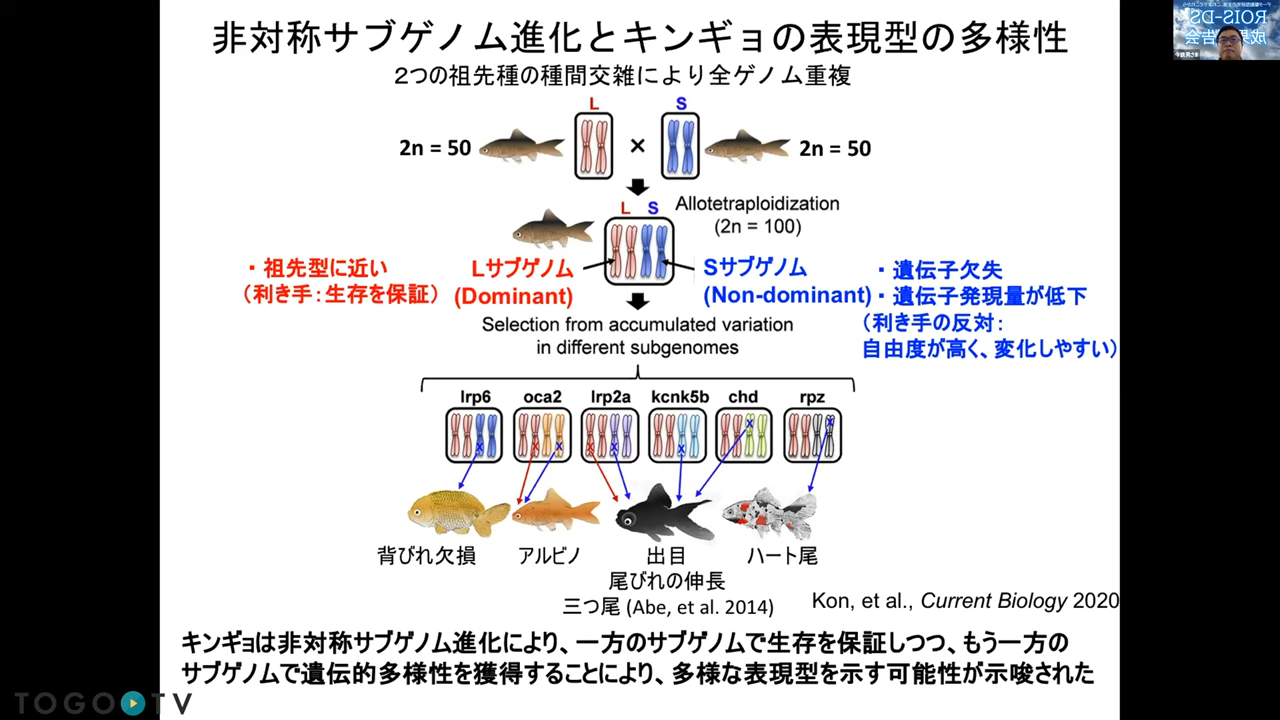 非対称サブゲノム進化とキンギョの表現型の多様性
2つの祖先種の種間交雑により全ゲノム重複
L
S
2n = 50
×
2n = 50
L S
Allotetraploidization
(2n = 100)
・祖先型に近い
(利き手:生存を保証)
Lサブゲノム
(Dominant)
Sサブゲノム
(Non-dominant)
・遺伝子欠失
・遺伝子発現量が低下
(利き手の反対:
自由度が高く、変化しやすい)
Selection from accumulated variation
in different subgenomes
lrp6 oca2 lrp2a kcnk5b chd rpz
x x x x x x x x
背びれ欠損
アルビノ
出目
尾びれの伸長
三つ尾 (Abe, et al. 2014)
ハート尾
Kon, et al., Current Biology 2020
キンギョは非対称サブゲノム進化により、一方のサブゲノムで生存を保証しつつ、もう一方の
サブゲノムで遺伝的多様性を獲得することにより、多様な表現型を示す可能性が示唆された
TOGO TV
ROIS-DS